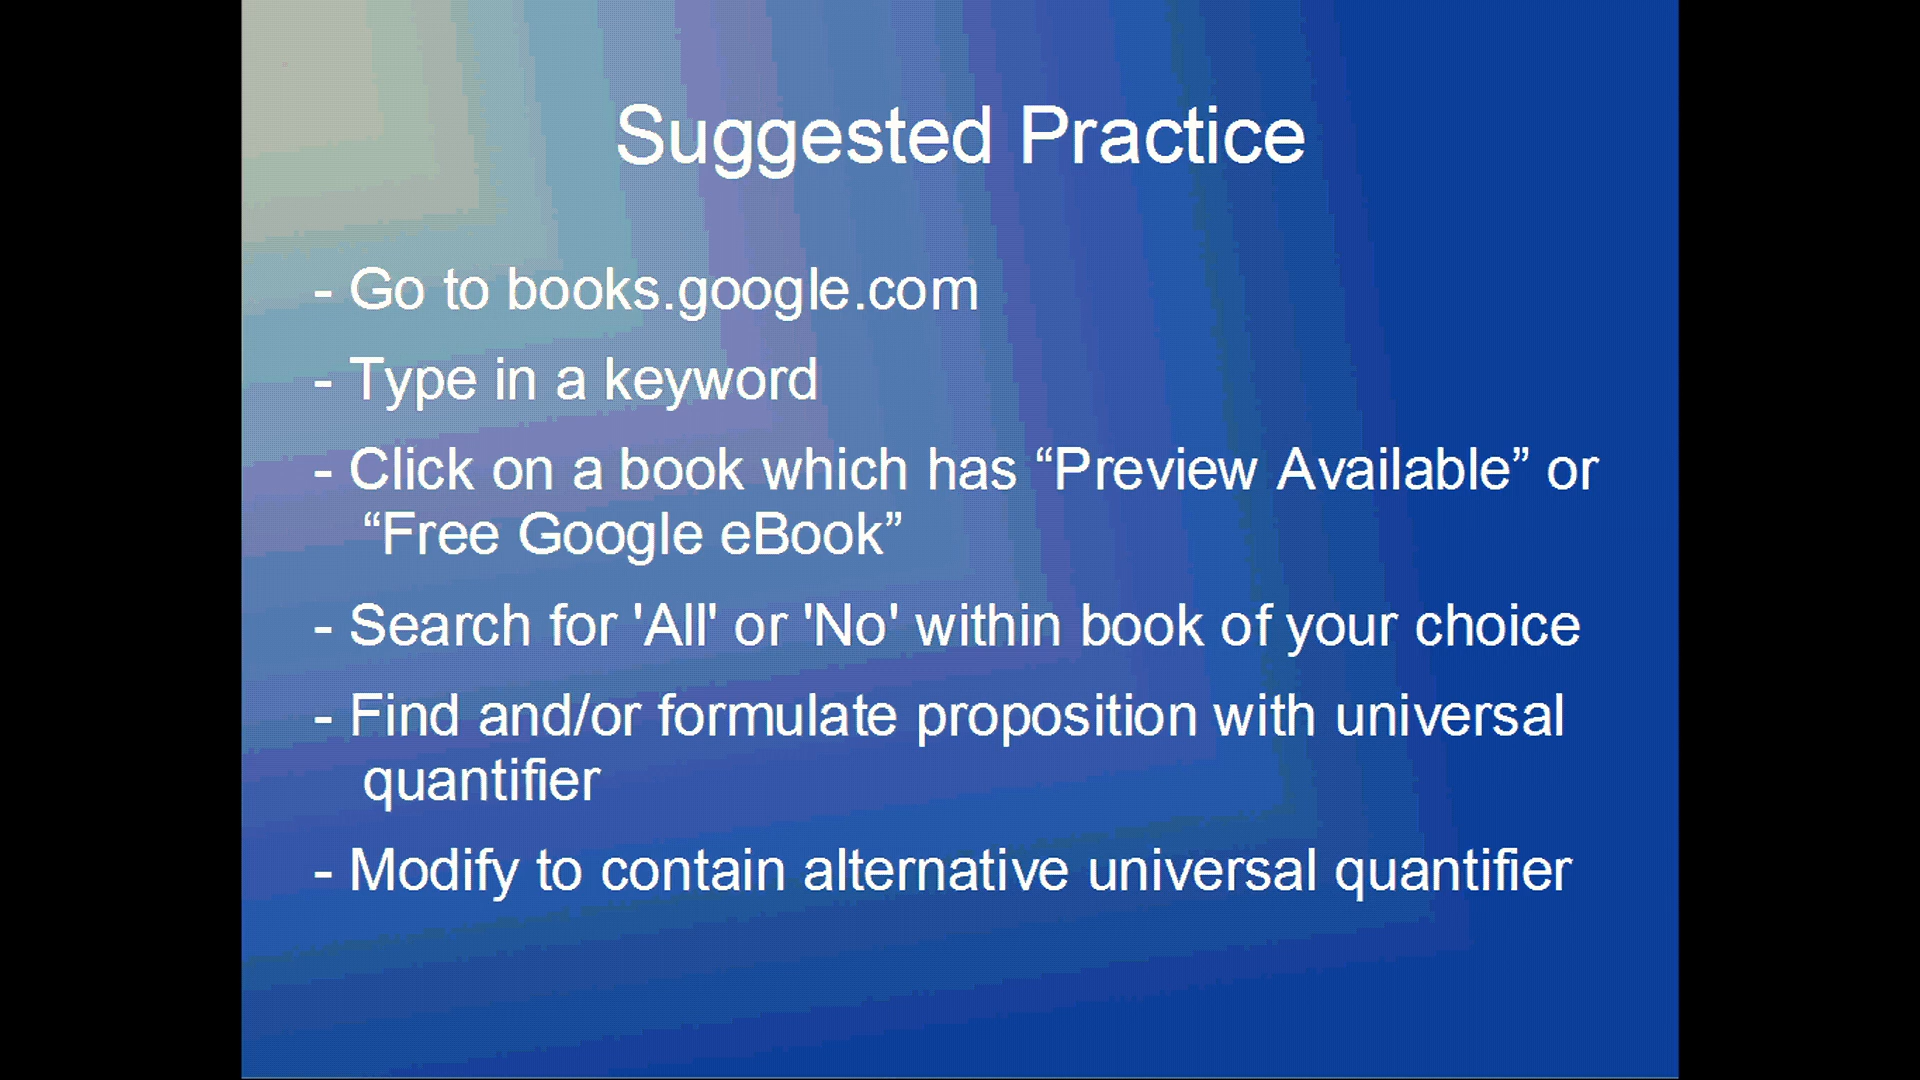 Suggested Practice
- Go to books.google.com
- Type in a keyword
- Click on a book which has “Preview Available” or
“Free Google eBook”
- Search for 'All' or 'No' within book of your choice
- Find and/or formulate proposition with universal
quantifier
- Modify to contain alternative universal quantifier